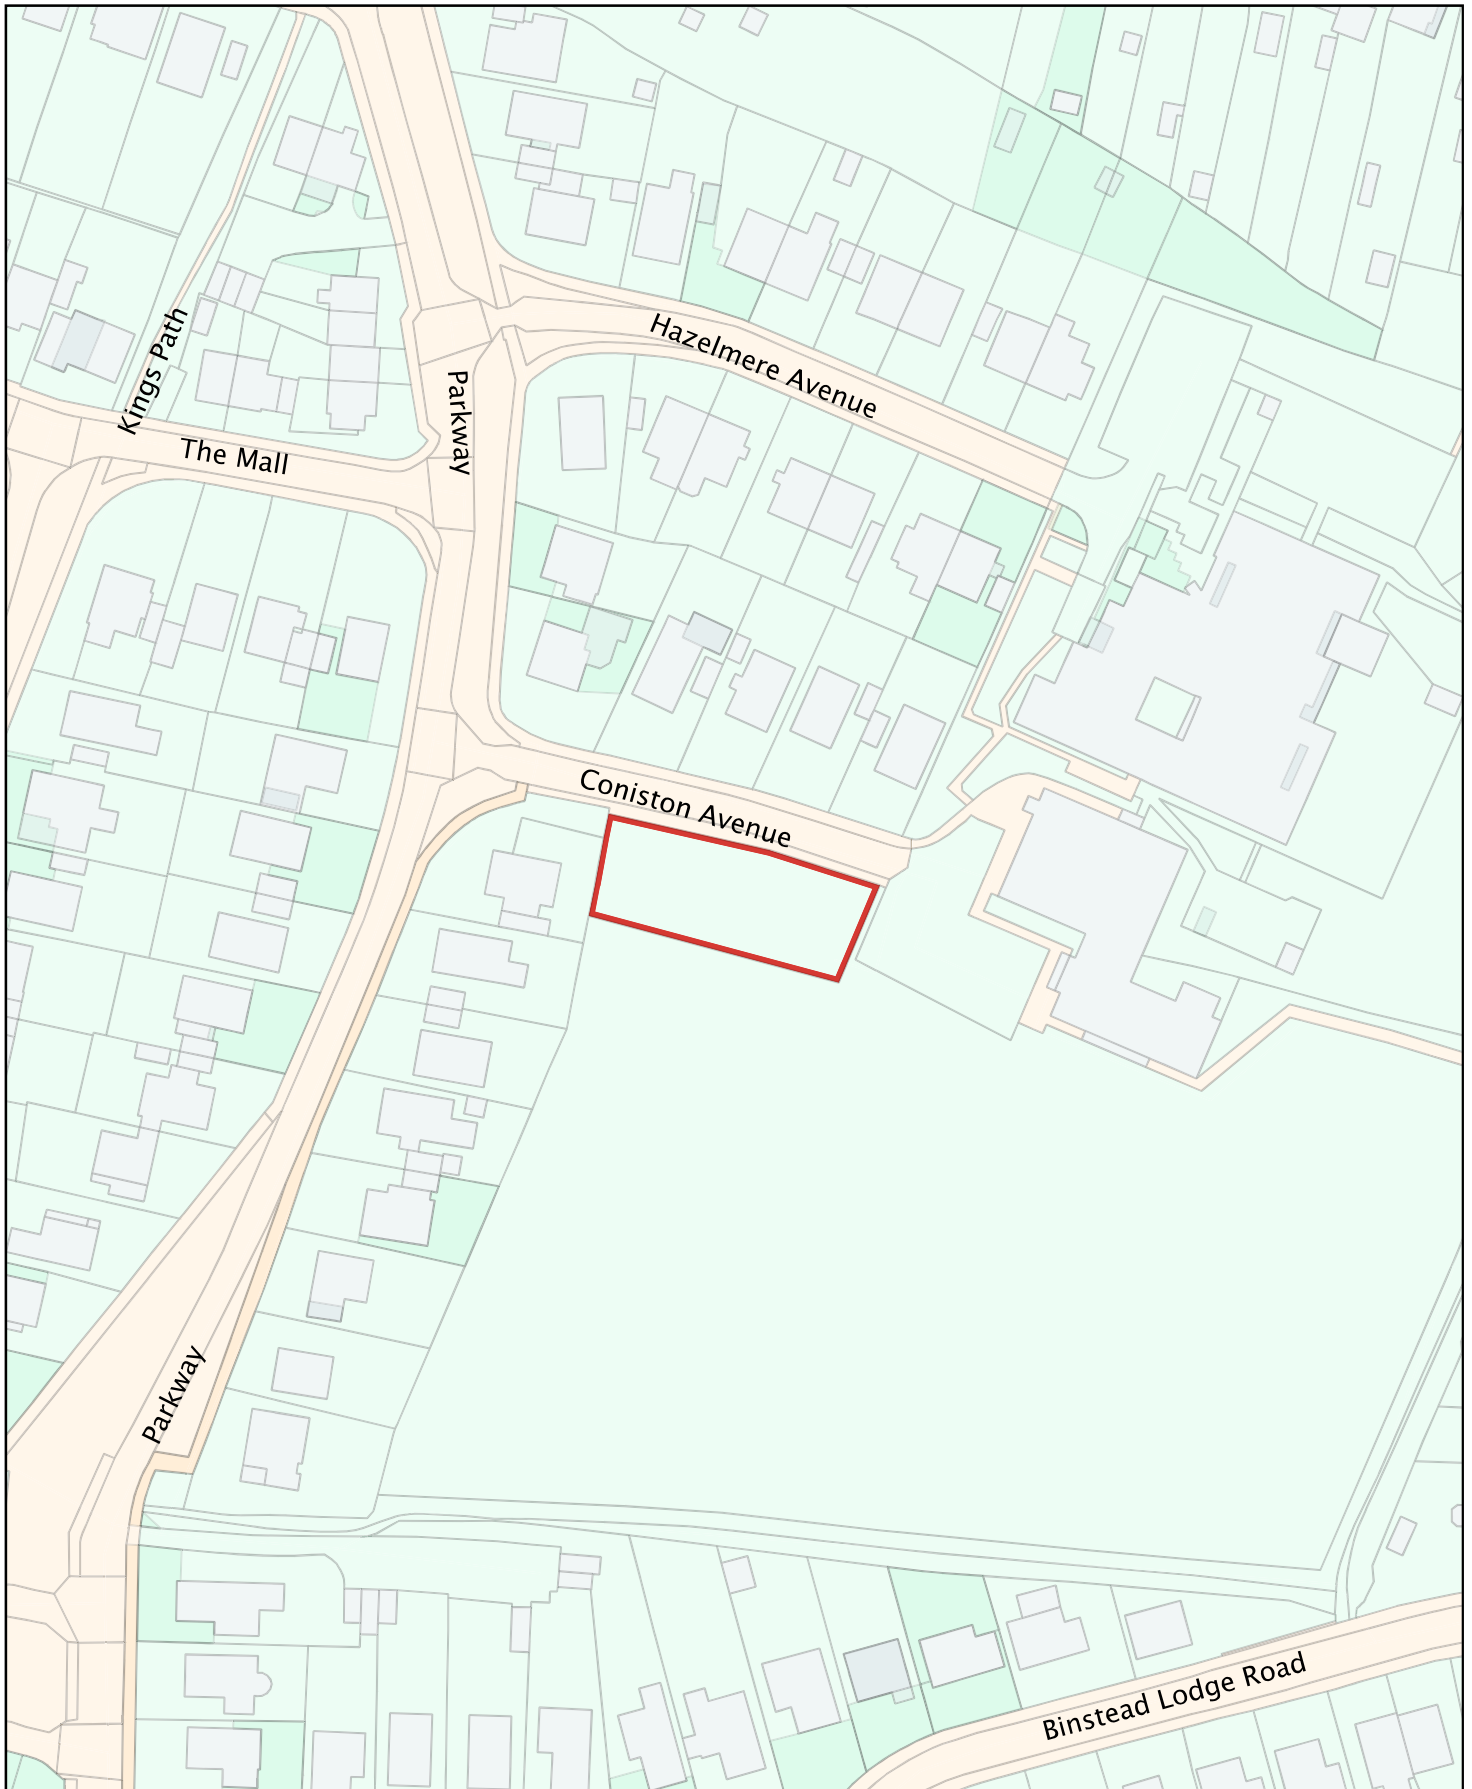 Kings Path
The Mall
Parkway
Hazelmere Avenue
Coniston Avenue
Parkway
Binstead Lodge Road